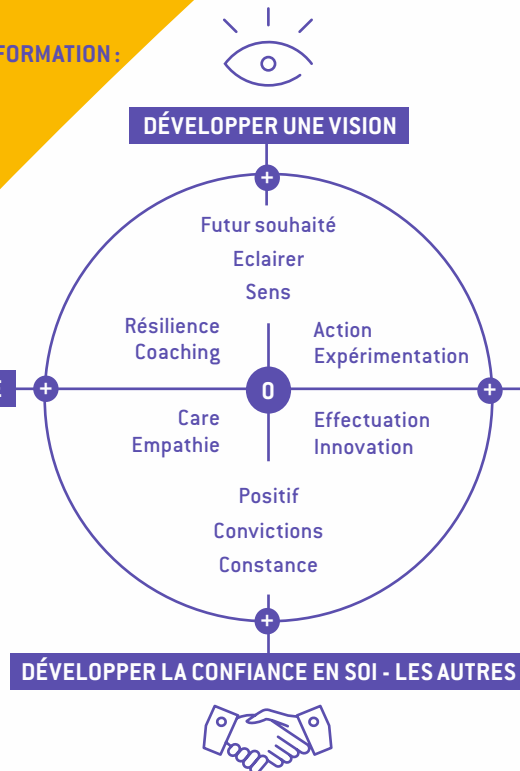 FORMATION :
DÉVELOPPER UNE VISION
+
Futur souhaité
Eclairer
Sens
Résilience
Coaching
Action
Expérimentation
+
0
+
Care
Empathie
Effectuation
Innovation
Positif
Convictions
Constance
+
DÉVELOPPER LA CONFIANCE EN SOI - LES AUTRES